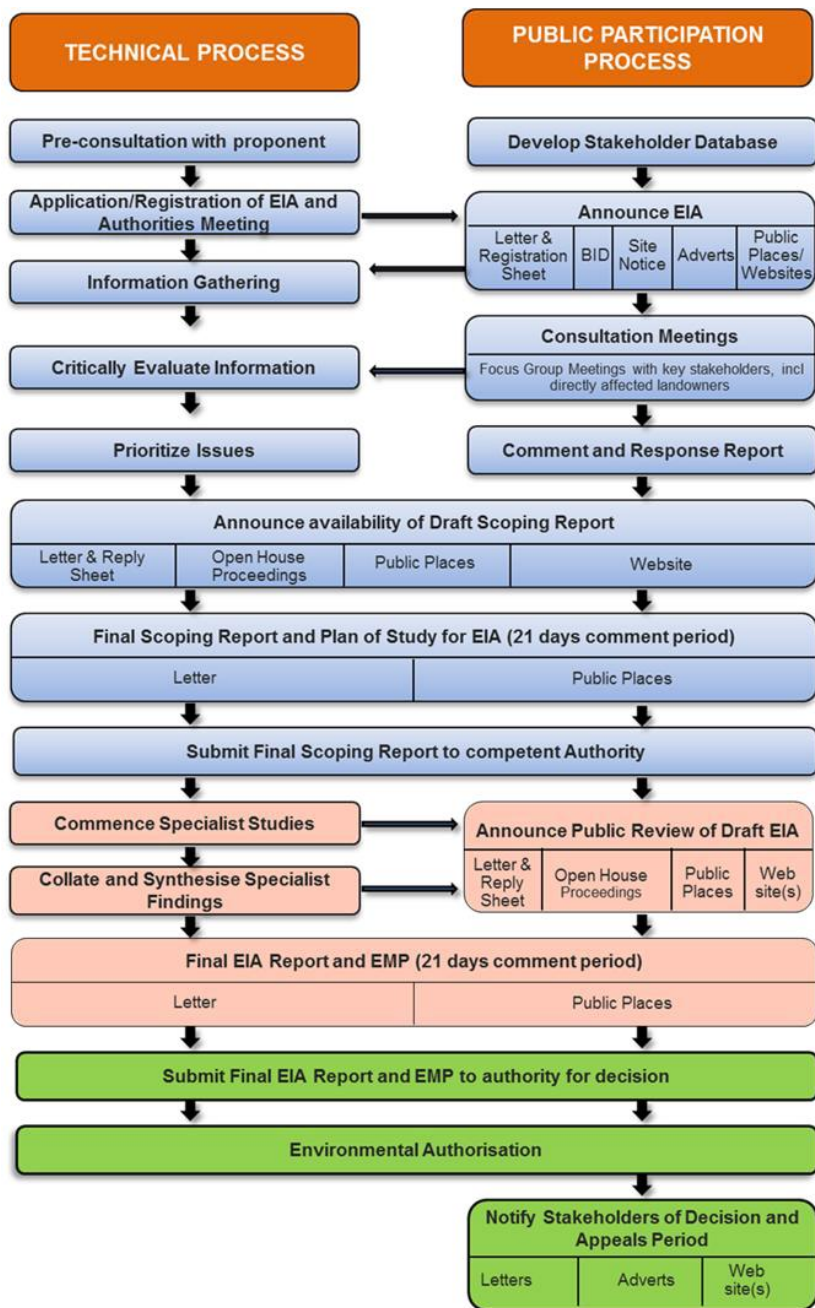 TECHNICAL PROCESS
PUBLIC PARTICIPATION
PROCESS
Pre-consultation with proponent
Develop Stakeholder Database
Application/Registration of EIA and
Authorities Meeting
Announce EIA
Letter &
Registration
Sheet
BID
Site
Notice
Adverts
Public
Places/
Websites
Information Gathering
Consultation Meetings
Focus Group Meetings with key stakeholders, incl
directly affected landowners
Critically Evaluate Information
Prioritize Issues
Comment and Response Report
Announce availability of Draft Scoping Report
Letter & Reply
Sheet
Open House
Proceedings
Public Places
Website
Final Scoping Report and Plan of Study for EIA (21 days comment period)
Letter
Public Places
Submit Final Scoping Report to competent Authority
Commence Specialist Studies
Announce Public Review of Draft EIA
Letter &
Reply
Sheet
Open House
Proceedings
Public
Places
Web
site(s)
Collate and Synthesise Specialist
Findings
Final EIA Report and EMP (21 days comment period)
Letter
Public Places
Submit Final EIA Report and EMP to authority for decision
Environmental Authorisation
Notify Stakeholders of Decision and
Appeals Period
Letters
Adverts
Web
site(s)